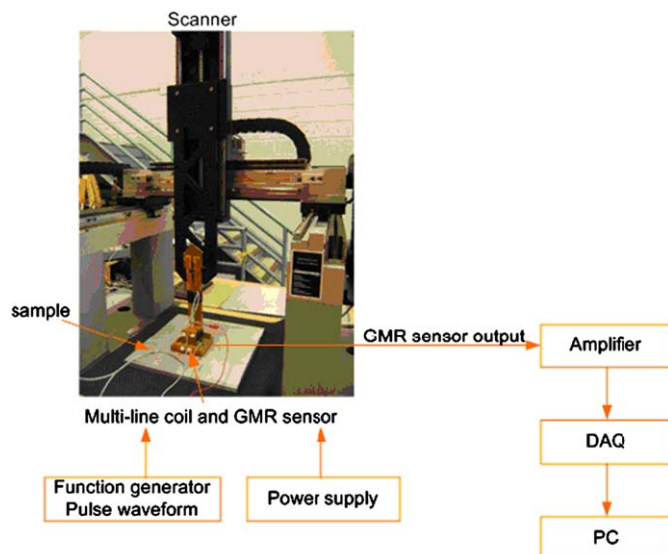 Scanner
sample
GMR sensor output
Amplifier
Multi-line coil and GMR sensor
DAQ
Function generator
Pulse waveform
Power supply
PC